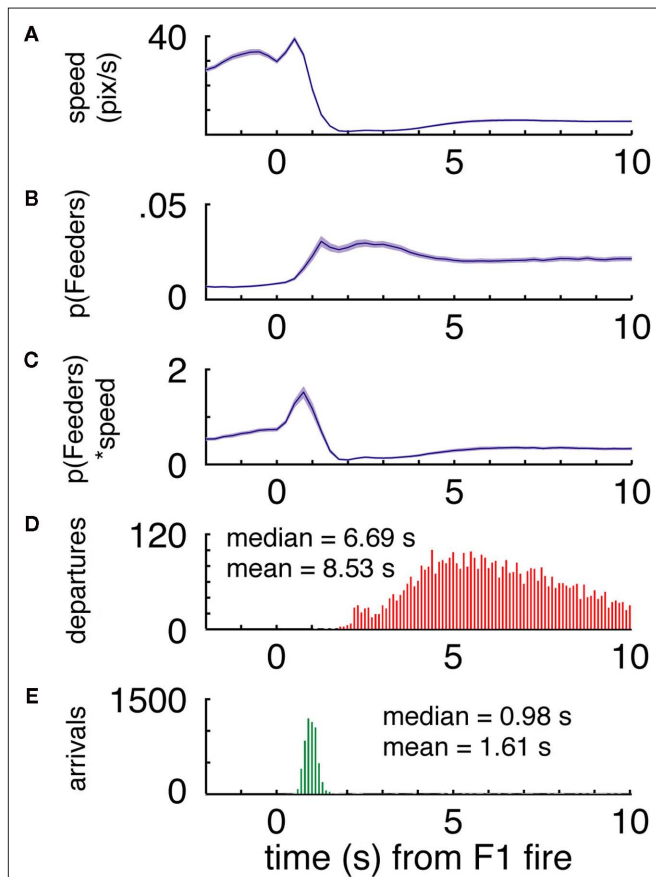 A
40
speed
(pix/s)
0
5
10
B
.05
p(Feeders)
0
0
5
10
C
2
p(Feeders)
*speed
0
0
5
10
D
120
departures
median = 6.69 s
mean = 8.53 s
0
0
5
10
E
1500
arrivals
median = 0.98 s
mean = 1.61 s
0
0
5
10
time (s) from F1 fire